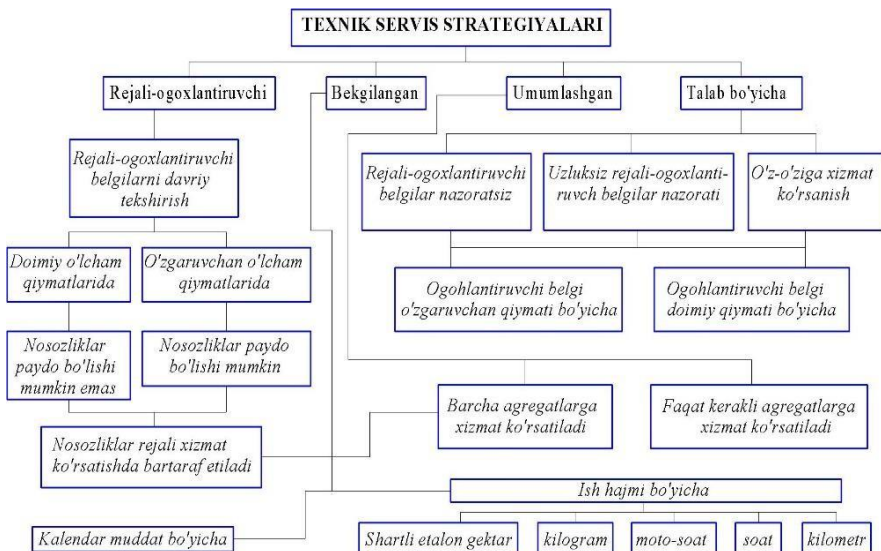 TEXNIK SERVIS STRATEGIYALARI
Rejali-ogoxlantiruvchi
Bekgilangan
Umumlashgan
Talab bo'yicha
Rejali-ogoxlantiruvchi
belgilarni davriy
tekshirish
Rejali-ogoxlantiruvchi
belgilar nazoratsiz
Uzluksiz rejali-ogoxlanti-
ruvch belgilar nazorati
O'z-o'ziga xizmat
ko'rsanish
Doimiy o'lcham
qiymatlarida
O'zgaruvchan o'lcham
qiymatlarida
Ogohlantiruvchi belgi
o'zgaruvchan qiymati bo'yicha
Ogohlantiruvchi belgi
doimiy qiymati bo'yicha
Nosozliklar
paydo bo'lishi
mumkin emas
Nosozliklar paydo
bo'lishi mumkin
Barcha agregatlarga
xizmat ko'rsatiladi
Faqat kerakli agregatlarga
xizmat ko'rsatiladi
Nosozliklar rejali xizmat
ko'rsatishda bartaraf etiladi
Ish hajmi bo'yicha
Kalendar muddat bo'yicha
Shartli etalon gektar
kilogram
moto-soat
soat
kilometr